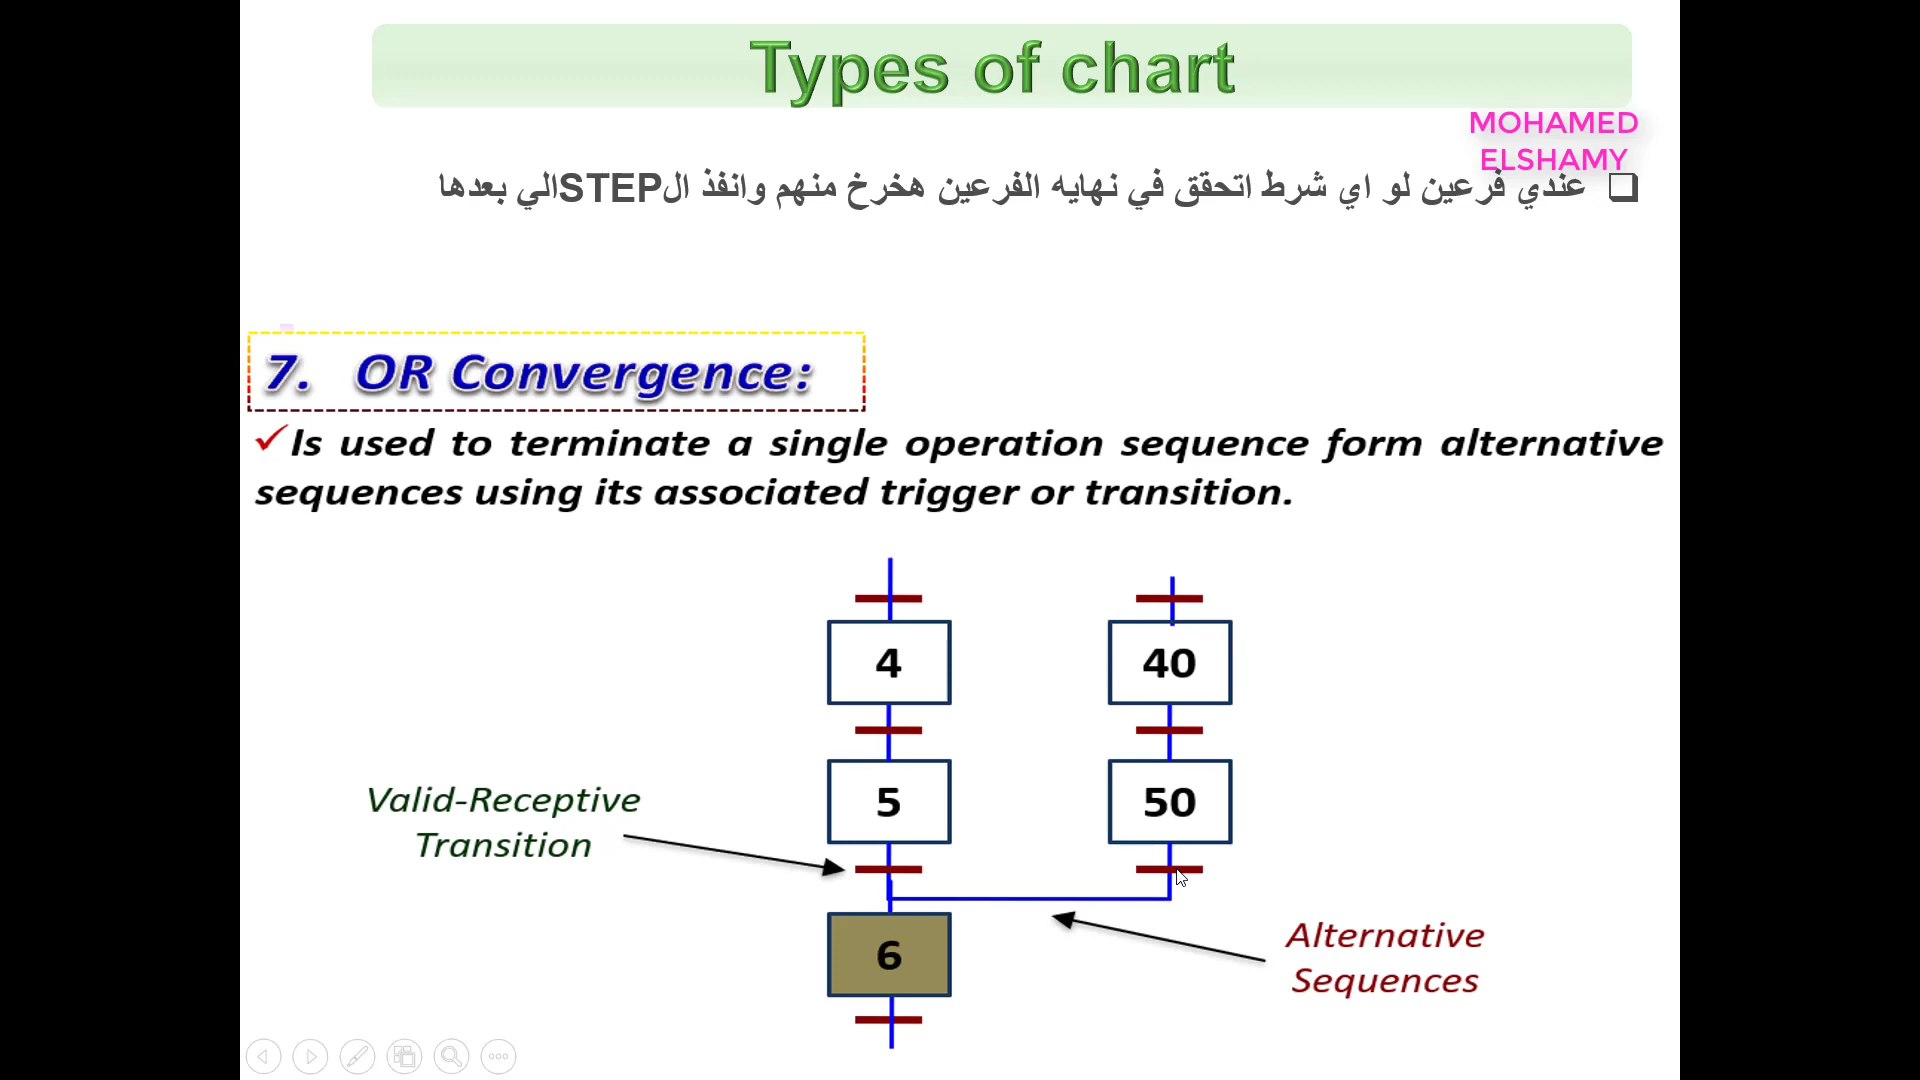 Types of chart
MOHAMED
ELSHAMY
عندي فرعين لو اي شرط اتحقق في نهايه الفرعين هخرخ منهم وانفذ الSTEPالي بعدها
7. OR Convergence:
Is used to terminate a single operation sequence form alternative
sequences using its associated trigger or transition.
4
40
5
50
Valid-Receptive
Transition
6
Alternative
Sequences